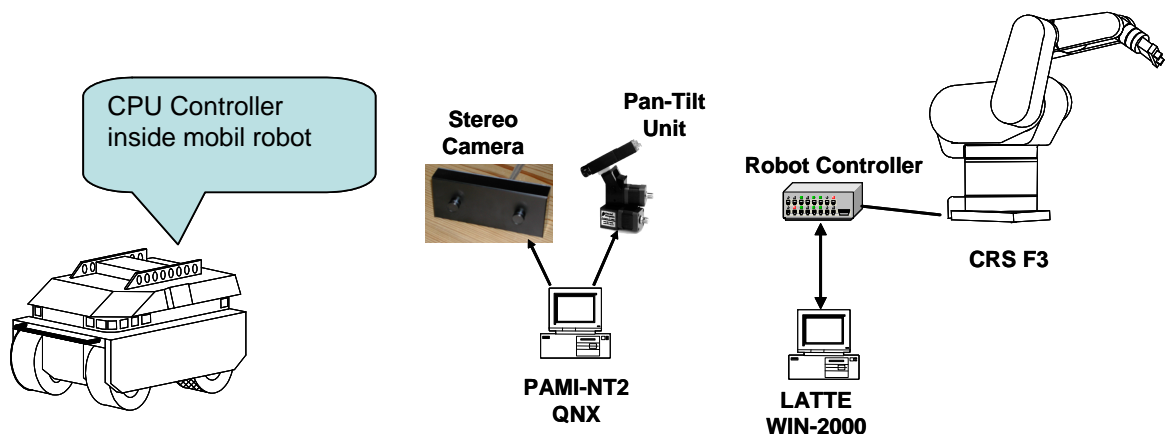 CPU Controller
inside mobil robot
Stereo
Camera
Pan-Tilt
Unit
Robot Controller
CRS F3
PAMI-NT2
QNX
LATTE
WIN-2000